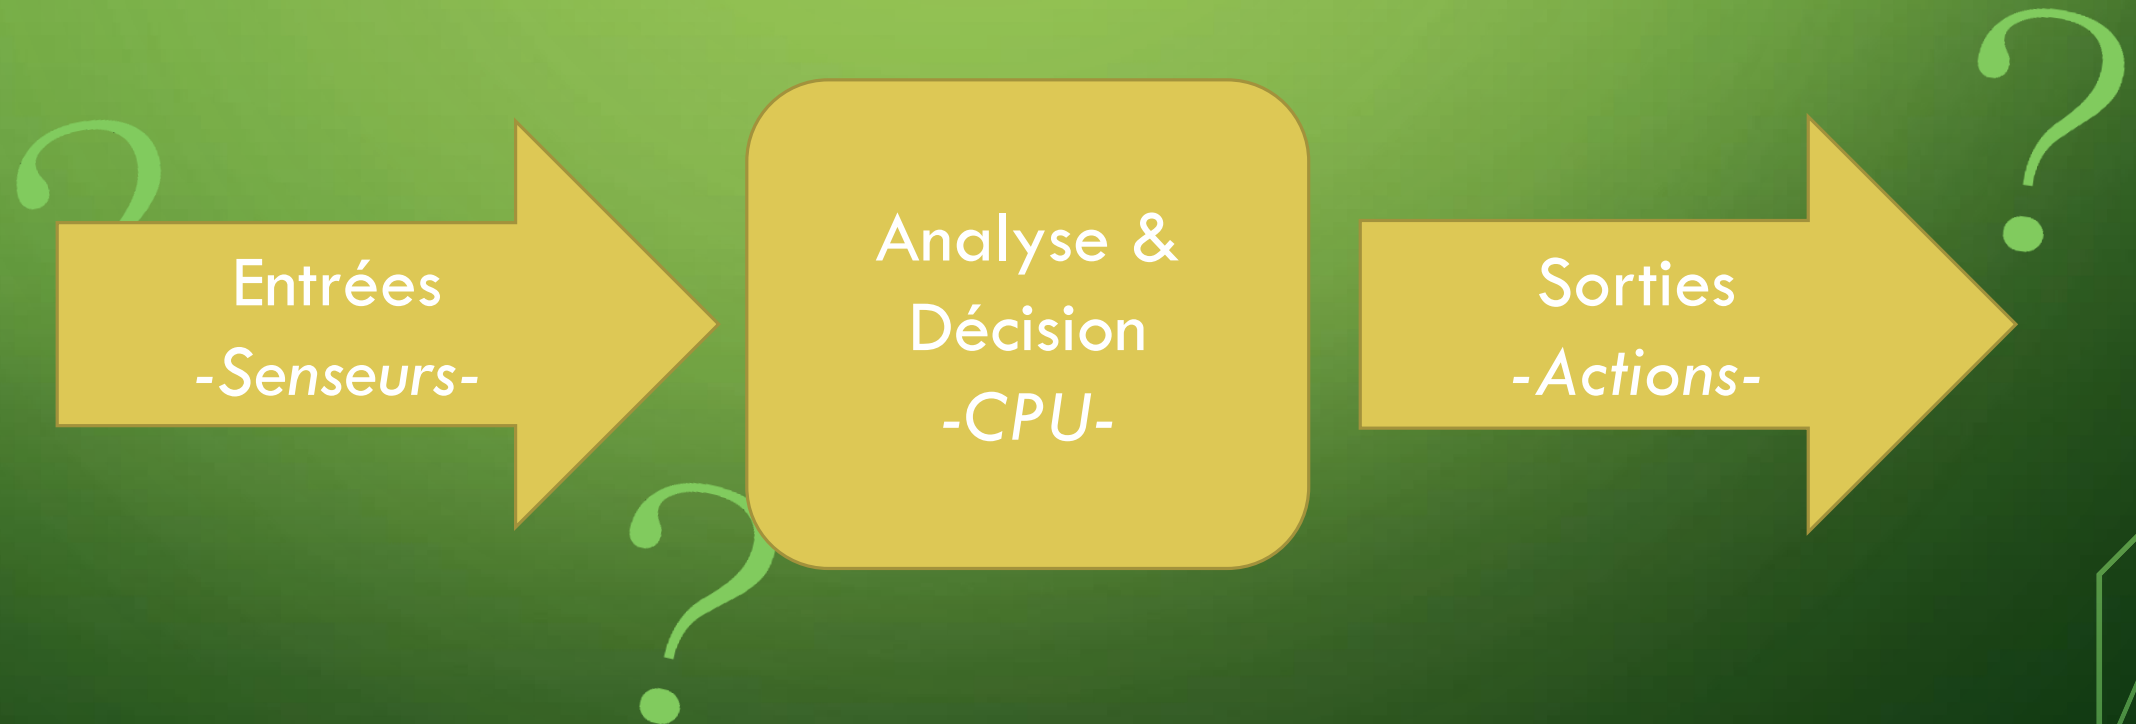 Entrées
-Senseurs-
Analyse &
Décision
-CPU-
Sorties
-Actions-
?
?
?